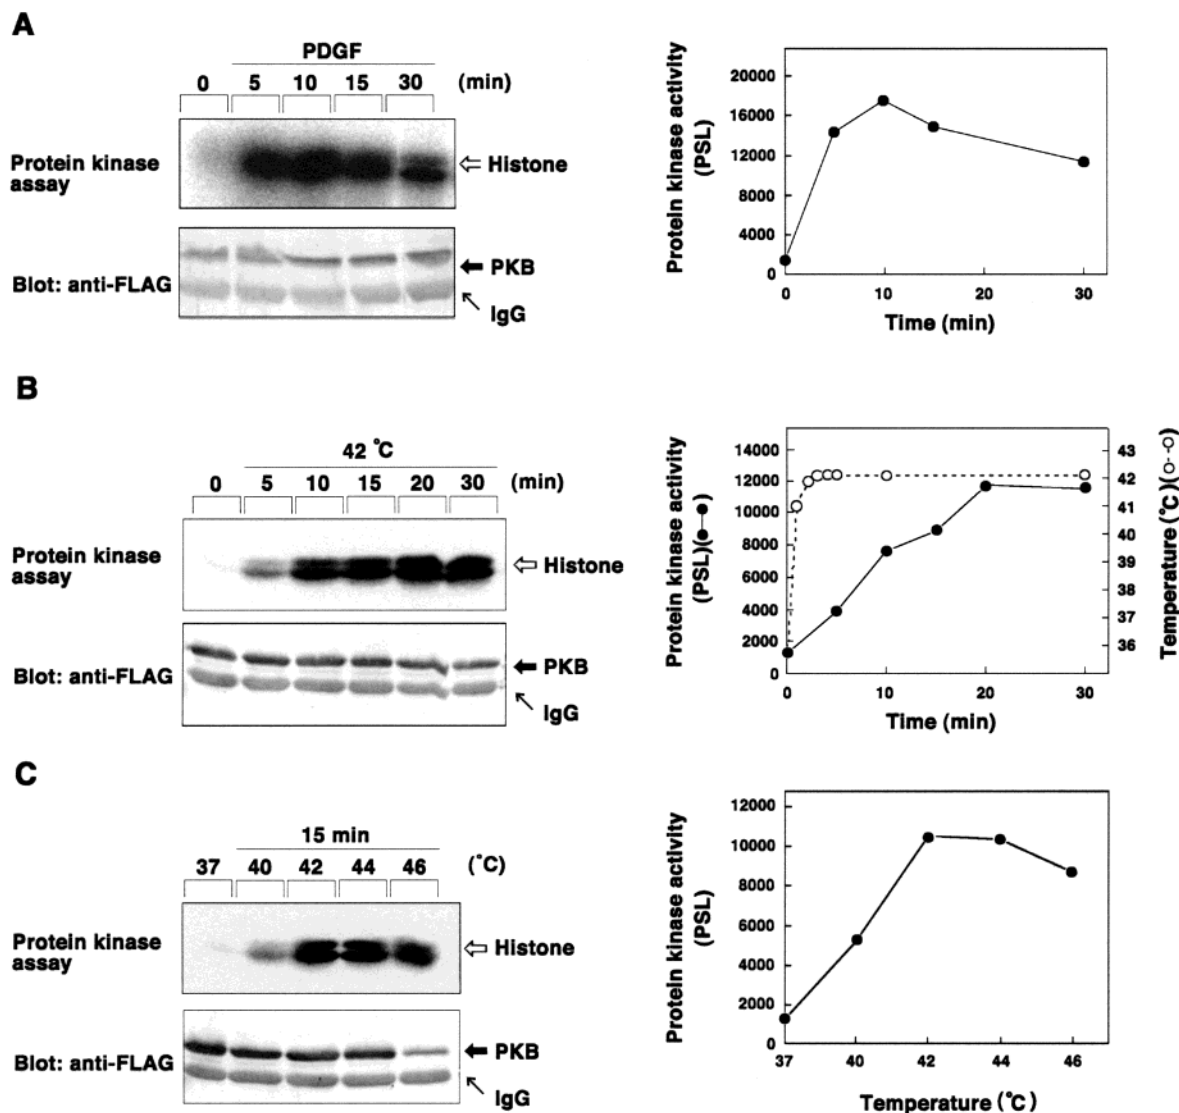 A
PDGF
0 5 10 15 30 (min)
Protein kinase
assay
Histone
Blot: anti-FLAG
PKB
IgG
Protein kinase activity
(PSL)
20000
16000
12000
8000
4000
0
0 10 20 30
Time (min)
B
42 °C
0 5 10 15 20 30 (min)
Protein kinase
assay
Histone
Blot: anti-FLAG
PKB
IgG
Protein kinase activity
(PSL)
14000
12000
10000
8000
6000
4000
2000
0
43
42
41
40
39
38
37
36
Temperature (°C)
0 10 20 30
Time (min)
C
15 min
37 40 42 44 46 (°C)
Protein kinase
assay
Histone
Blot: anti-FLAG
PKB
IgG
Protein kinase activity
(PSL)
12000
10000
8000
6000
4000
2000
0
37 40 42 44 46
Temperature (°C)